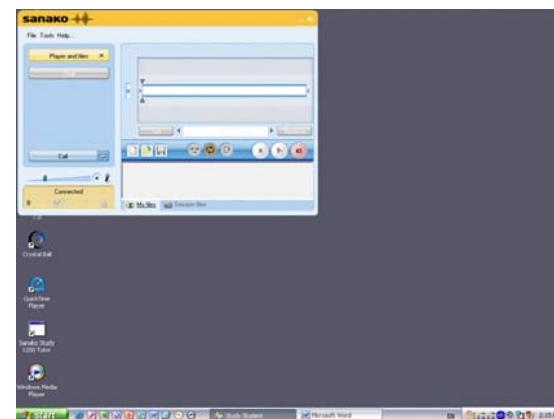 sanako
File Tools Help...
Player and files
Call
Connected
My files Session files
Crystal Ball
QuickTime
Player
Sanako Study
1200 Tutor
Windows Media
Player
start
Study Student
Microsoft Word
EN